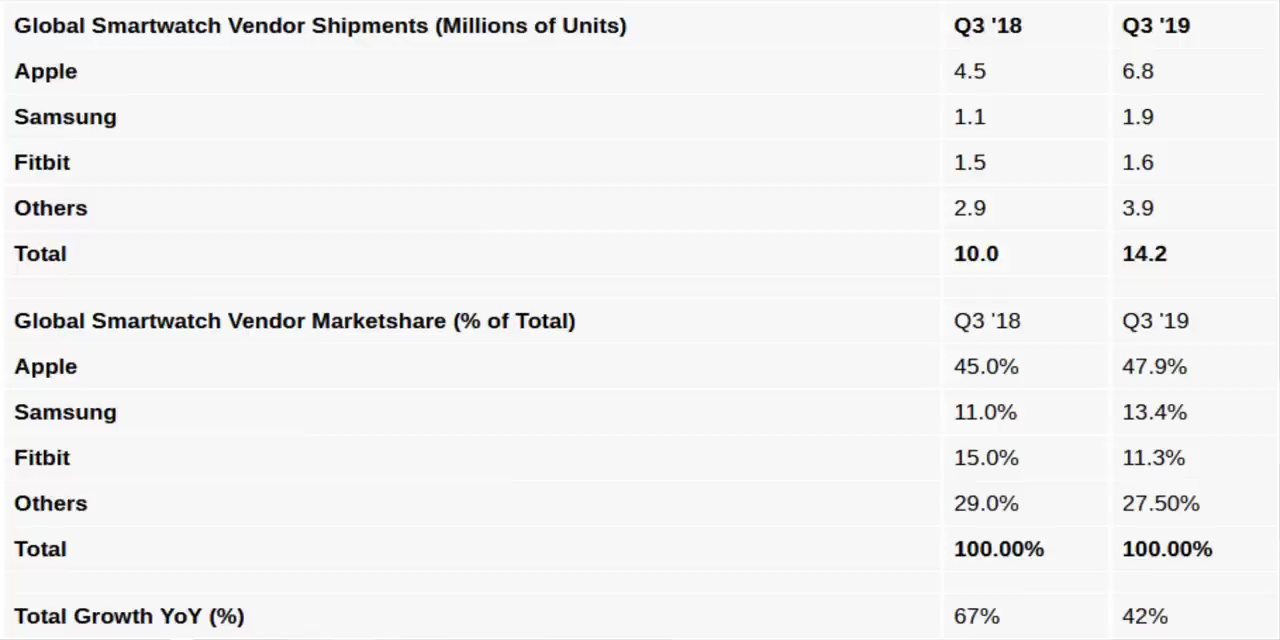 Global Smartwatch Vendor Shipments (Millions of Units) Q3 '18 Q3 '19
Apple 4.5 6.8
Samsung 1.1 1.9
Fitbit 1.5 1.6
Others 2.9 3.9
Total 10.0 14.2
Global Smartwatch Vendor Marketshare (% of Total) Q3 '18 Q3 '19
Apple 45.0% 47.9%
Samsung 11.0% 13.4%
Fitbit 15.0% 11.3%
Others 29.0% 27.50%
Total 100.00% 100.00%
Total Growth YoY (%) 67% 42%